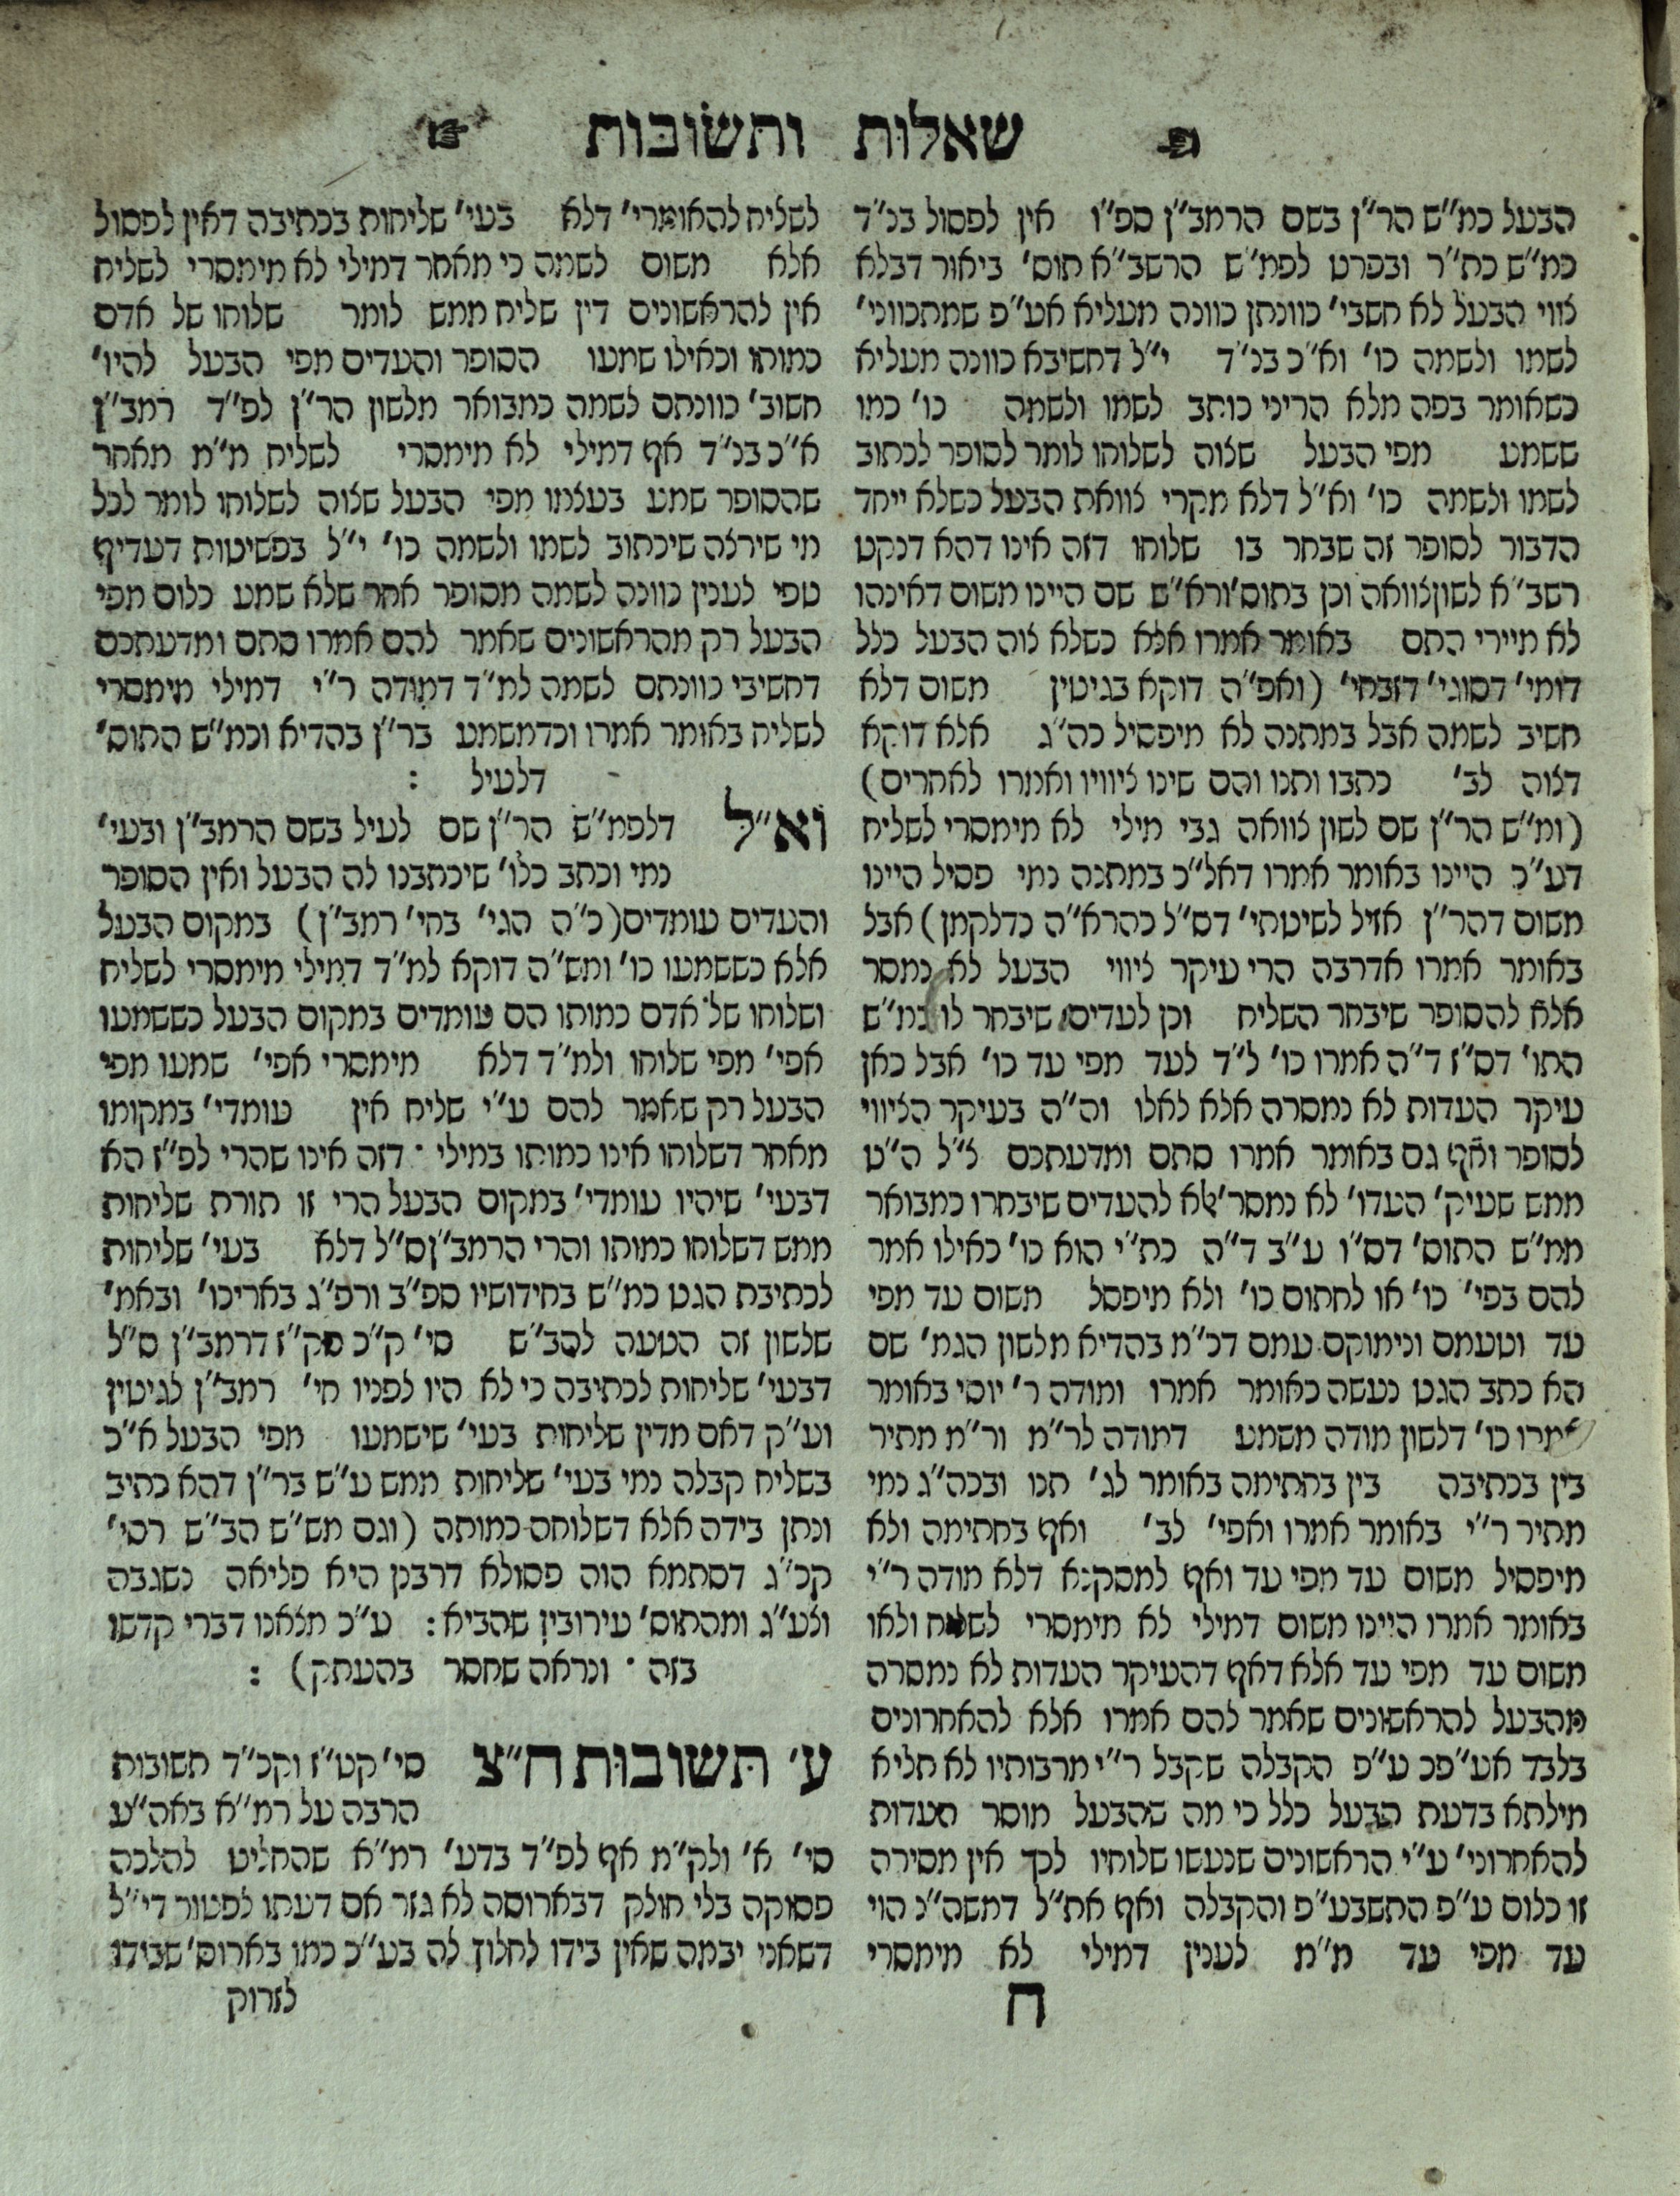 שאלות ותשובות
הבעל כמ״ש הר״ן בשם הרמב״ן ספ״ו אין לפסול בנ״ד
כמ״ש כת״ר ובפרט לפמ״ש הרשב״א תוס׳ ביאור דבלא
צווי הבעל לא חשבי׳ כוונתן כוונה מעליא אע״פ שמתכווני׳
לשמו ולשמה כו׳ וא״כ בנ״ד י״ל דחשיבא כוונה מעליא
כשאומר בפה מלא הריני כותב לשמו ולשמה כו׳ כמו
ששמע מפי הבעל שצוה לשלוחו לומר לסופר לכתוב
לשמו ולשמה כו׳ וא״ל דלא מקרי צוואת הבעל כשלא ייחד
הדבור לסופר זה שבחר בו שלוחו דזה אינו דהא דנקט
רשב״א לשון צוואה וכן בתוס׳ ורא״ש שם היינו משום דאינהו
לא מיירי התם באומר אמרו אלא כשלא צוה הבעל כלל
דומי׳ דסוגי׳ דזבחי׳ (ואפ״ה דוקא בגיטין משום דלא
חשיב לשמה אבל במתנה לא מיפסיל כה״ג אלא דוקא
דצוה לב׳ כתבו ותנו והם שינו ציוויו ואמרו לאחרים)
(ומ״ש הר״ן שם לשון צוואה גבי מילי לא מימסרי לשליח
דע״כ היינו באומר אמרו דאל״כ במתנה נמי פסיל היינו
משום דהר״ן אזיל לשיטתי׳ דס״ל כהרא״ה כדלקמן) אבל
באומר אמרו אדרבה הרי עיקר ציווי הבעל לא נמסר
אלא להסופר שיבחר השליח וכן לעדים שיבחר לו כמ״ש
התו׳ דס״ז ד״ה אמרו כו׳ ל״ד לעד מפי עד כו׳ אבל כאן
עיקר העדות לא נמסרה אלא לאלו וה״ה בעיקר הציווי
לסופר ואף גם באומר אמרו סתם ומדעתכם צ״ל ה״ט
ממש שעיק׳ העדו׳ לא נמסר׳ אלא להעדים שיבחרו כמבואר
ממ״ש התוס׳ דס״ו ע״ב ד״ה כת״י הוא כו׳ כאילו אמר
להם בפי׳ כו׳ או לחתום כו׳ ולא מיפסל משום עד מפי
עד וטעמם ונימוקם עמם דכ״מ בהדיא מלשון הגמ׳ שם
הא כתב הגט נעשה כאומר אמרו ומודה ר׳ יוסי באומר
אמרו כו׳ דלשון מודה משמע דמודה לר״מ ור״מ מתיר
בין בכתיבה בין בחתימה באומר לג׳ תנו ובכה״ג נמי
מתיר ר״י באומר אמרו ואפי׳ לב׳ ואף בחתימה ולא
מיפסיל משום עד מפי עד ואף למסקנא דלא מודה ר״י
באומר אמרו היינו משום דמילי לא מימסרי לשליח ולאו
משום עד מפי עד אלא דאף דהעיקר העדות לא נמסרה
מהבעל להראשונים שאמר להם אמרו אלא להאחרונים
בלבד אע״פכ ע״פ הקבלה שקבל ר״י מרבותיו לא תליא
מילתא בדעת הבעל כלל כי מה שהבעל מוסר העדות
להאחרוני׳ ע״י הראשונים שנעשו שלוחיו לכך אין מסירה
זו כלום ע״פ התשבע״פ והקבלה ואף את״ל דמשה״נ הוי
עד מפי עד מ״מ לענין דמילי לא מימסרי
לשליח להאומרי׳ דלא בעי׳ שליחות בכתיבה דאין לפסול
אלא משום לשמה כי מאחר דמילי לא מימסרי לשליח
אין להראשונים דין שליח ממש לומר שלוחו של אדם
כמותו וכאילו שמעו הסופר והעדים מפי הבעל להיו׳
חשוב׳ כוונתם לשמה כמבואר מלשון הר״ן לפ״ד רמב״ן
א״כ בנ״ד אף דמילי לא מימסרי לשליח מ״מ מאחר
שהסופר שמע בעצמו מפי הבעל שצוה לשלוחו לומר לכל
מי שירצה שיכתוב לשמו ולשמה כו׳ י״ל בפשיטות דעדיף
טפי לענין כוונה לשמה מסופר אחר שלא שמע כלום מפי
הבעל רק מהראשונים שאמר להם אמרו סתם ומדעתכם
דחשיבי כוונתם לשמה למ״ד דמודה ר״י דמילי מימסרי
לשליח באומר אמרו וכדמשמע בר״ן בהדיא וכמ״ש התוס׳
דלעיל :
וא״ל דלפמ״ש הר״ן שם לעיל בשם הרמב״ן ובעי׳
נמי וכתב כלו׳ שיכתבנו לה הבעל ואין הסופר
והעדים עומדים (כ״ה הגי׳ בחי׳ רמב״ן) במקום הבעל
אלא כששמעו כו׳ ומש״ה דוקא למ״ד דמילי מימסרי לשליח
ושלוחו של אדם כמותו הם עומדים במקום הבעל כששמעו
אפי׳ מפי שלוחו ולמ״ד דלא מימסרי אפי׳ שמעו מפי
הבעל רק שאמר להם ע״י שליח אין עומדי׳ במקומו
מאחר דשלוחו אינו כמותו במילי · דזה אינו שהרי לפ״ז הא
דבעי׳ שיהיו עומדי׳ במקום הבעל הרי זו תורת שליחות
ממש דשלוחו כמותו והרי הרמב״ן ס״ל דלא בעי׳ שליחות
לכתיבת הגט כמ״ש בחידושיו ספ״ב ורפ״ג באריכו׳ ובאמ׳
שלשון זה הטעה להב״ש סי׳ ק״כ סק״ז דרמב״ן ס״ל
דבעי׳ שליחות לכתיבה כי לא היו לפניו חי׳ רמב״ן לגיטין
וע״ק דאם מדין שליחות בעי׳ שישמעו מפי הבעל א״כ
בשליח קבלה נמי בעי׳ שליחות ממש ע״ש בר״ן דהא כתיב
ונתן בידה אלא דשלוחם כמותה (וגם מש״ש הב״ש רסי׳
קכ״ג דסתמא הוה פסולא דרבנן היא פליאה נשגבה
וצע״ג ומהתוס׳ עירובין שהביא : ע״כ מצאנו דברי קדשו
בזה · ונראה שחסר בהעתק) :
ע׳ תשובות ח״צ סי׳ קט״ז וקכ״ד תשובות
הרבה על רמ״א באה״ע
סי׳ א׳ ולק״מ אף לפ״ד בדע׳ רמ״א שהחליט להלכה
פסוקה בלי חולק דבארוסה לא גזר אם דעתו לפטור די״ל
דשאני יבמה שאין בידו לחלוץ לה בע״כ כמו בארוס׳ שבידו
ח
לזרוק